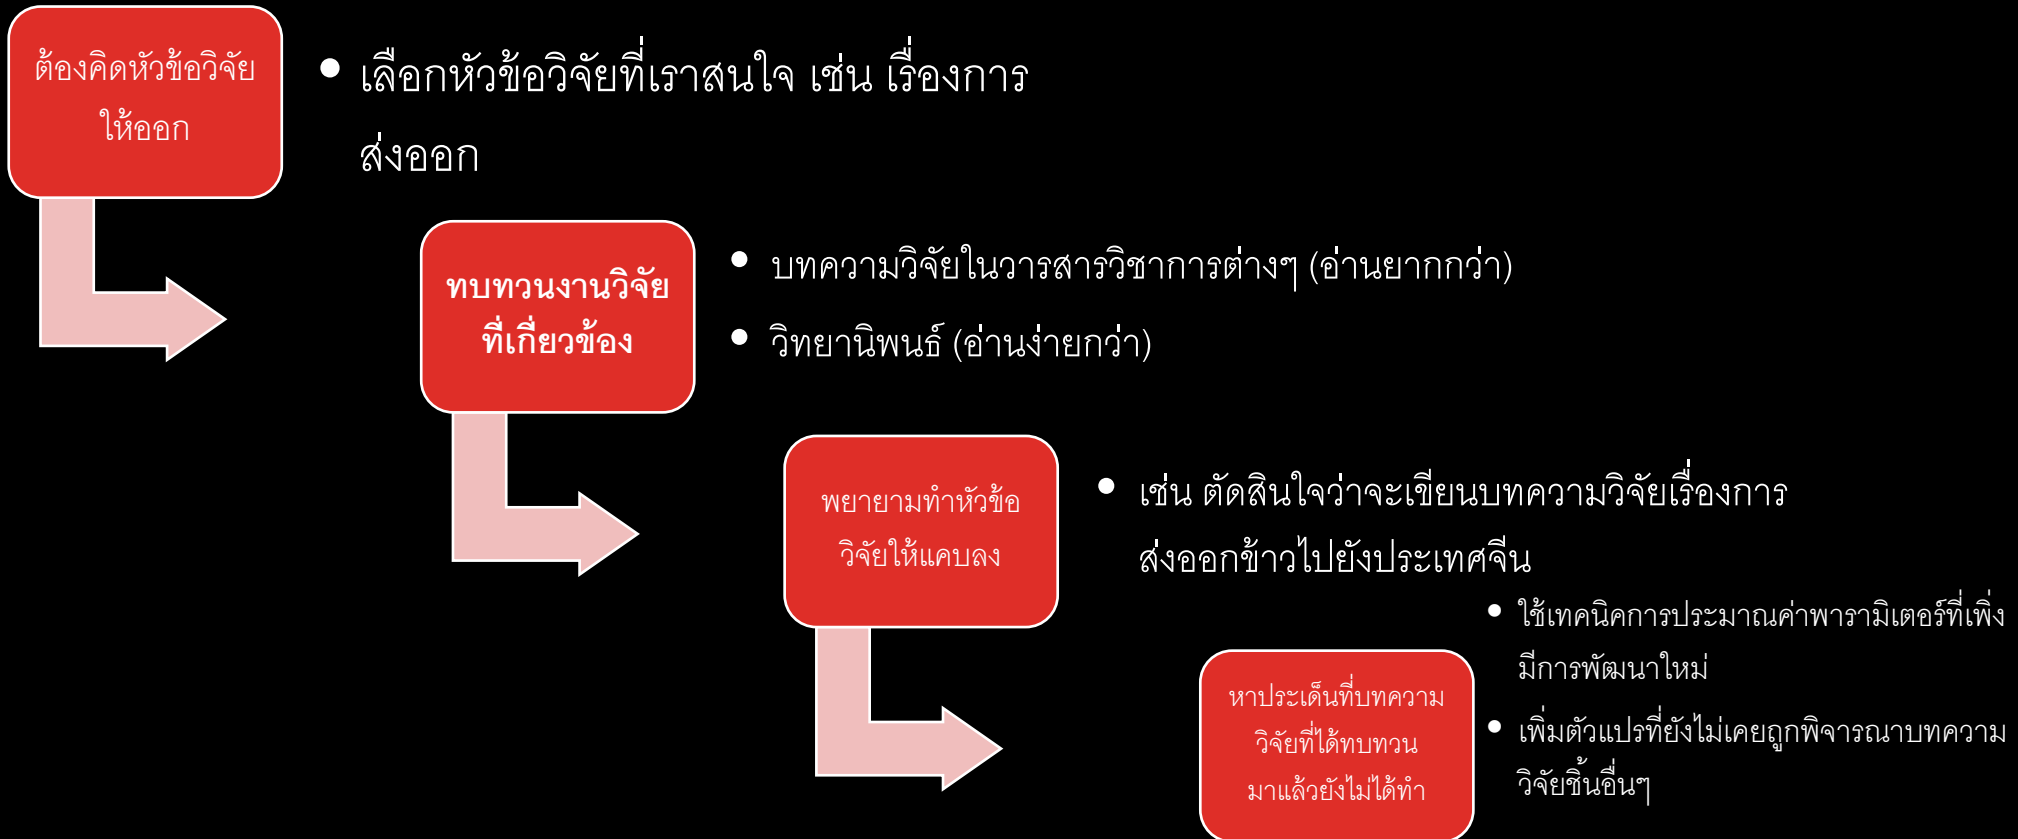 ต้องคิดหัวข้อวิจัย
ให้ออก
• เลือกหัวข้อวิจัยที่เราสนใจ เช่น เรื่องการ
ส่งออก
ทบทวนงานวิจัย
ที่เกี่ยวข้อง
• บทความวิจัยในวารสารวิชาการต่างๆ (อ่านยากกว่า)
• วิทยานิพนธ์ (อ่านง่ายกว่า)
พยายามทำหัวข้อ
วิจัยให้แคบลง
• เช่น ตัดสินใจว่าจะเขียนบทความวิจัยเรื่องการ
ส่งออกข้าวไปยังประเทศจีน
หาประเด็นที่บทความ
วิจัยที่ได้ทบทวน
มาแล้วยังไม่ได้ทำ
• ใช้เทคนิคการประมาณค่าพารามิเตอร์ที่เพิ่ง
มีการพัฒนาใหม่
• เพิ่มตัวแปรที่ยังไม่เคยถูกพิจารณาบทความ
วิจัยชิ้นอื่นๆ